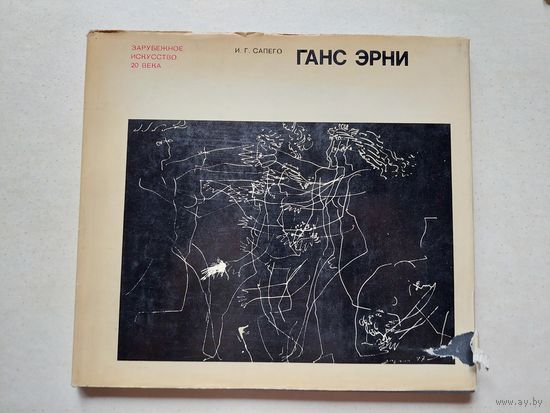 ЗАРУБЕЖНОЕ
ИСКУССТВО
20 ВЕКА
И. Г. САПЕГО
ГАНС ЭРНИ
www.ay.by